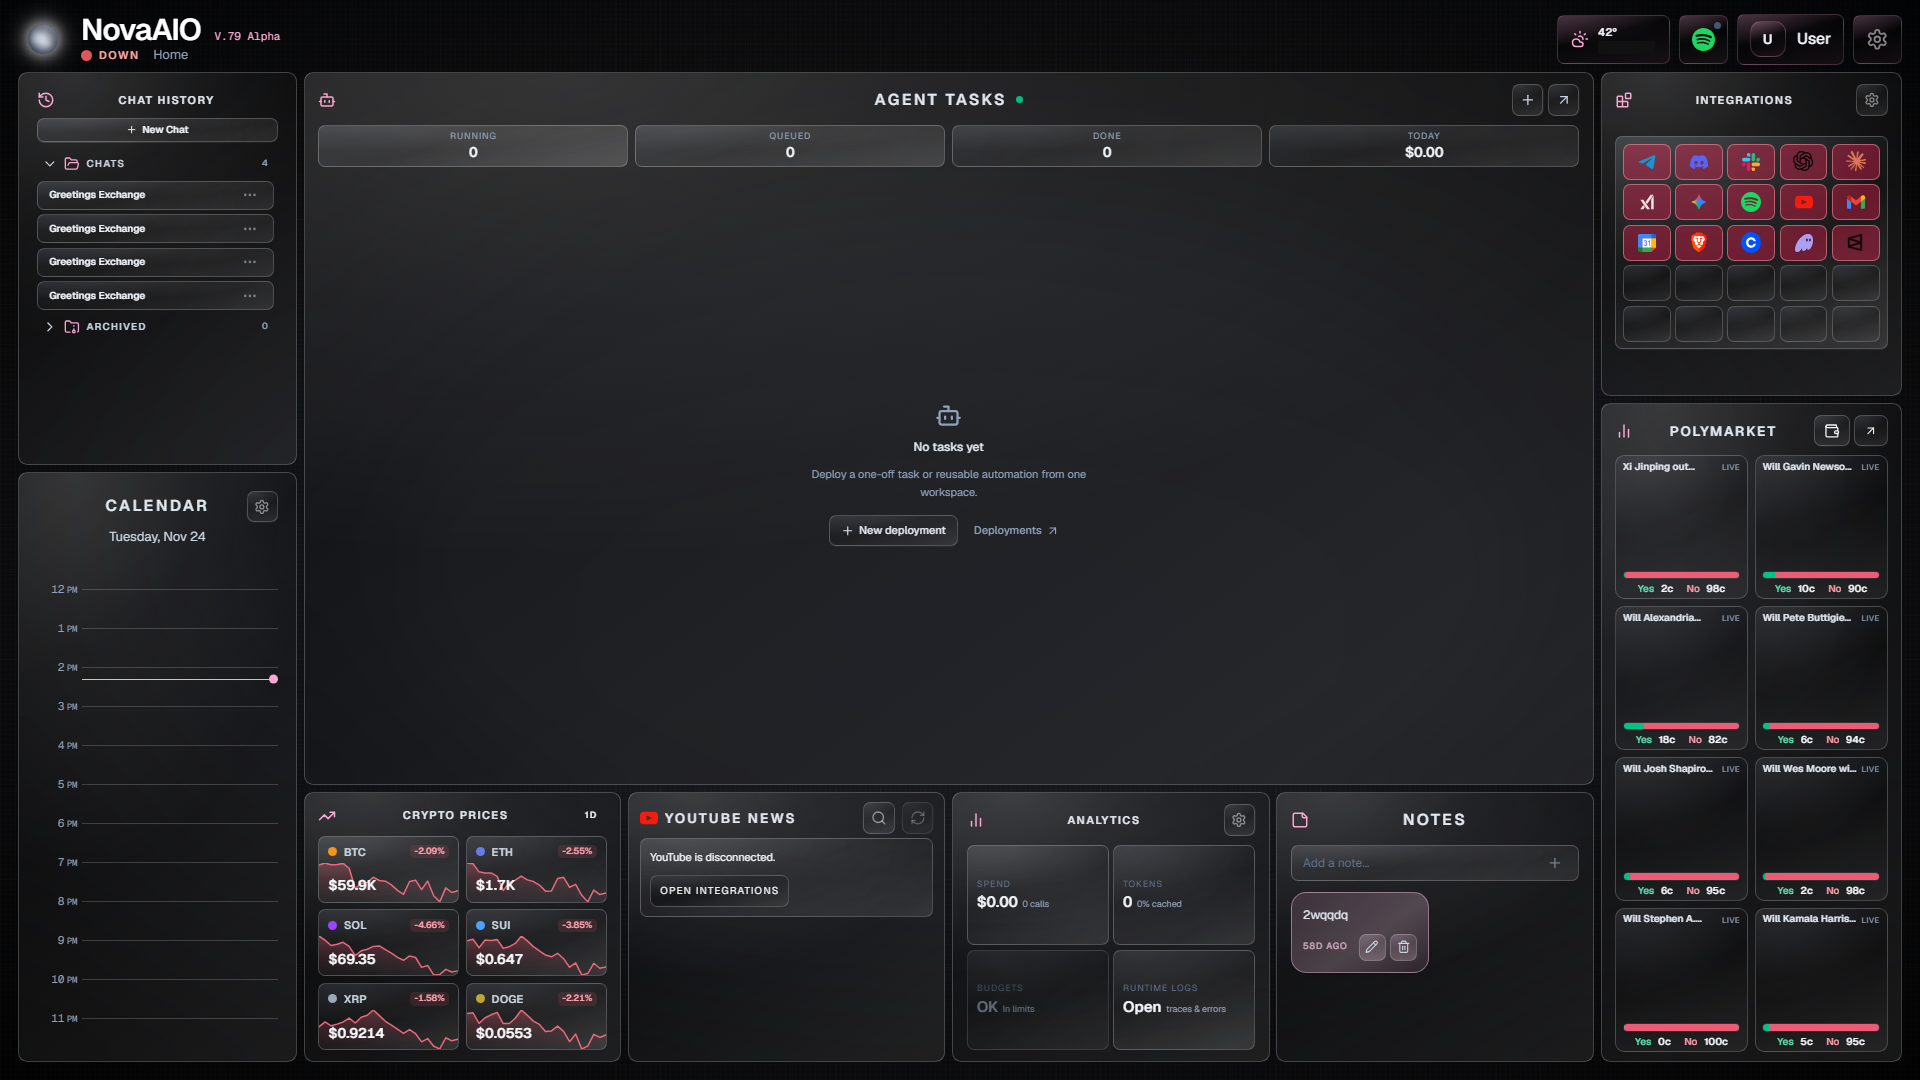 NovaAIO V.79 Alpha
DOWN Home
42°
U User
CHAT HISTORY
+ New Chat
CHATS 4
Greetings Exchange ...
Greetings Exchange ...
Greetings Exchange ...
Greetings Exchange ...
ARCHIVED 0
CALENDAR
Tuesday, Nov 24
12 PM
1 PM
2 PM
3 PM
4 PM
5 PM
6 PM
7 PM
8 PM
9 PM
10 PM
11 PM
AGENT TASKS
RUNNING
0
QUEUED
0
DONE
0
TODAY
$0.00
No tasks yet
Deploy a one-off task or reusable automation from one
workspace.
+ New deployment
Deployments
CRYPTO PRICES 1D
BTC -2.09%
$59.9K
ETH -2.55%
$1.7K
SOL -4.66%
$69.35
SUI -3.85%
$0.647
XRP -1.58%
$0.9214
DOGE -2.21%
$0.0553
YOUTUBE NEWS
YouTube is disconnected.
OPEN INTEGRATIONS
ANALYTICS
SPEND
$0.00 0 calls
TOKENS
0 0% cached
BUDGETS
OK In limits
RUNTIME LOGS
Open traces & errors
NOTES
Add a note...
2wqqdq
58D AGO
INTEGRATIONS
31
POLYMARKET
Xi Jinping out... LIVE
Yes 2c No 98c
Will Gavin Newso... LIVE
Yes 10c No 90c
Will Alexandria... LIVE
Yes 18c No 82c
Will Pete Buttigie... LIVE
Yes 6c No 94c
Will Josh Shapiro... LIVE
Yes 6c No 95c
Will Wes Moore wi... LIVE
Yes 2c No 98c
Will Stephen A.... LIVE
Yes 0c No 100c
Will Kamala Harris... LIVE
Yes 5c No 95c